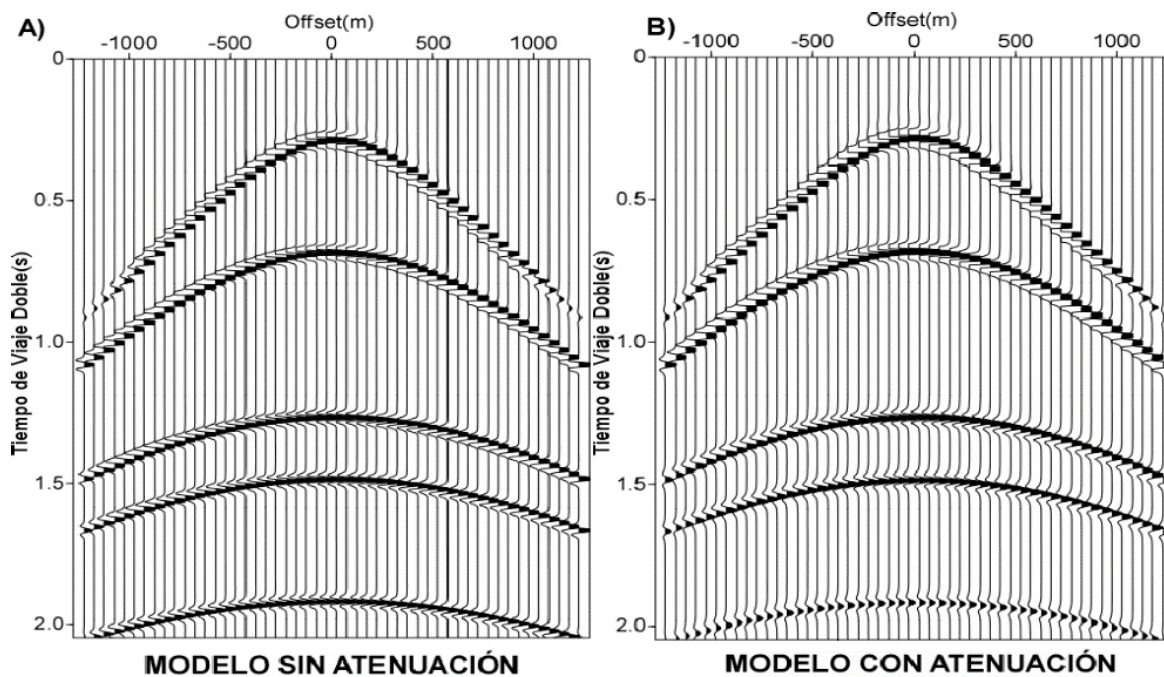 A)
Offset(m)
-1000 -500 0 500 1000
0
0.5
1.0
1.5
2.0
Tiempo de Viaje Doble(s)
MODELO SIN ATENUACIÓN
B)
Offset(m)
-1000 -500 0 500 1000
0
0.5
1.0
1.5
2.0
Tiempo de Viaje Doble(s)
MODELO CON ATENUACIÓN